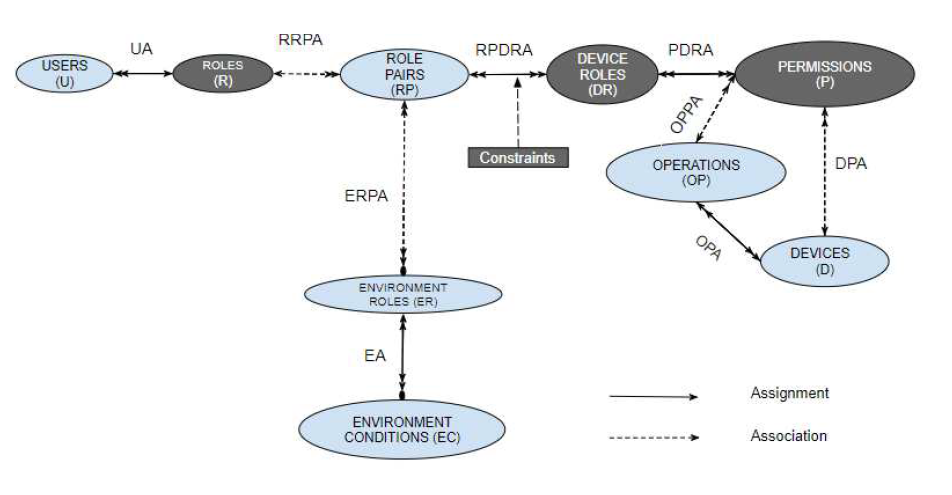 UA
RRPA
RPDRA
PDRA
USERS
(U)
ROLES
(R)
ROLE
PAIRS
(RP)
DEVICE
ROLES
(DR)
PERMISSIONS
(P)
Constraints
OPPA
OPERATIONS
(OP)
DPA
ERPA
OPA
DEVICES
(D)
ENVIRONMENT
ROLES (ER)
EA
ENVIRONMENT
CONDITIONS (EC)
Assignment
Association